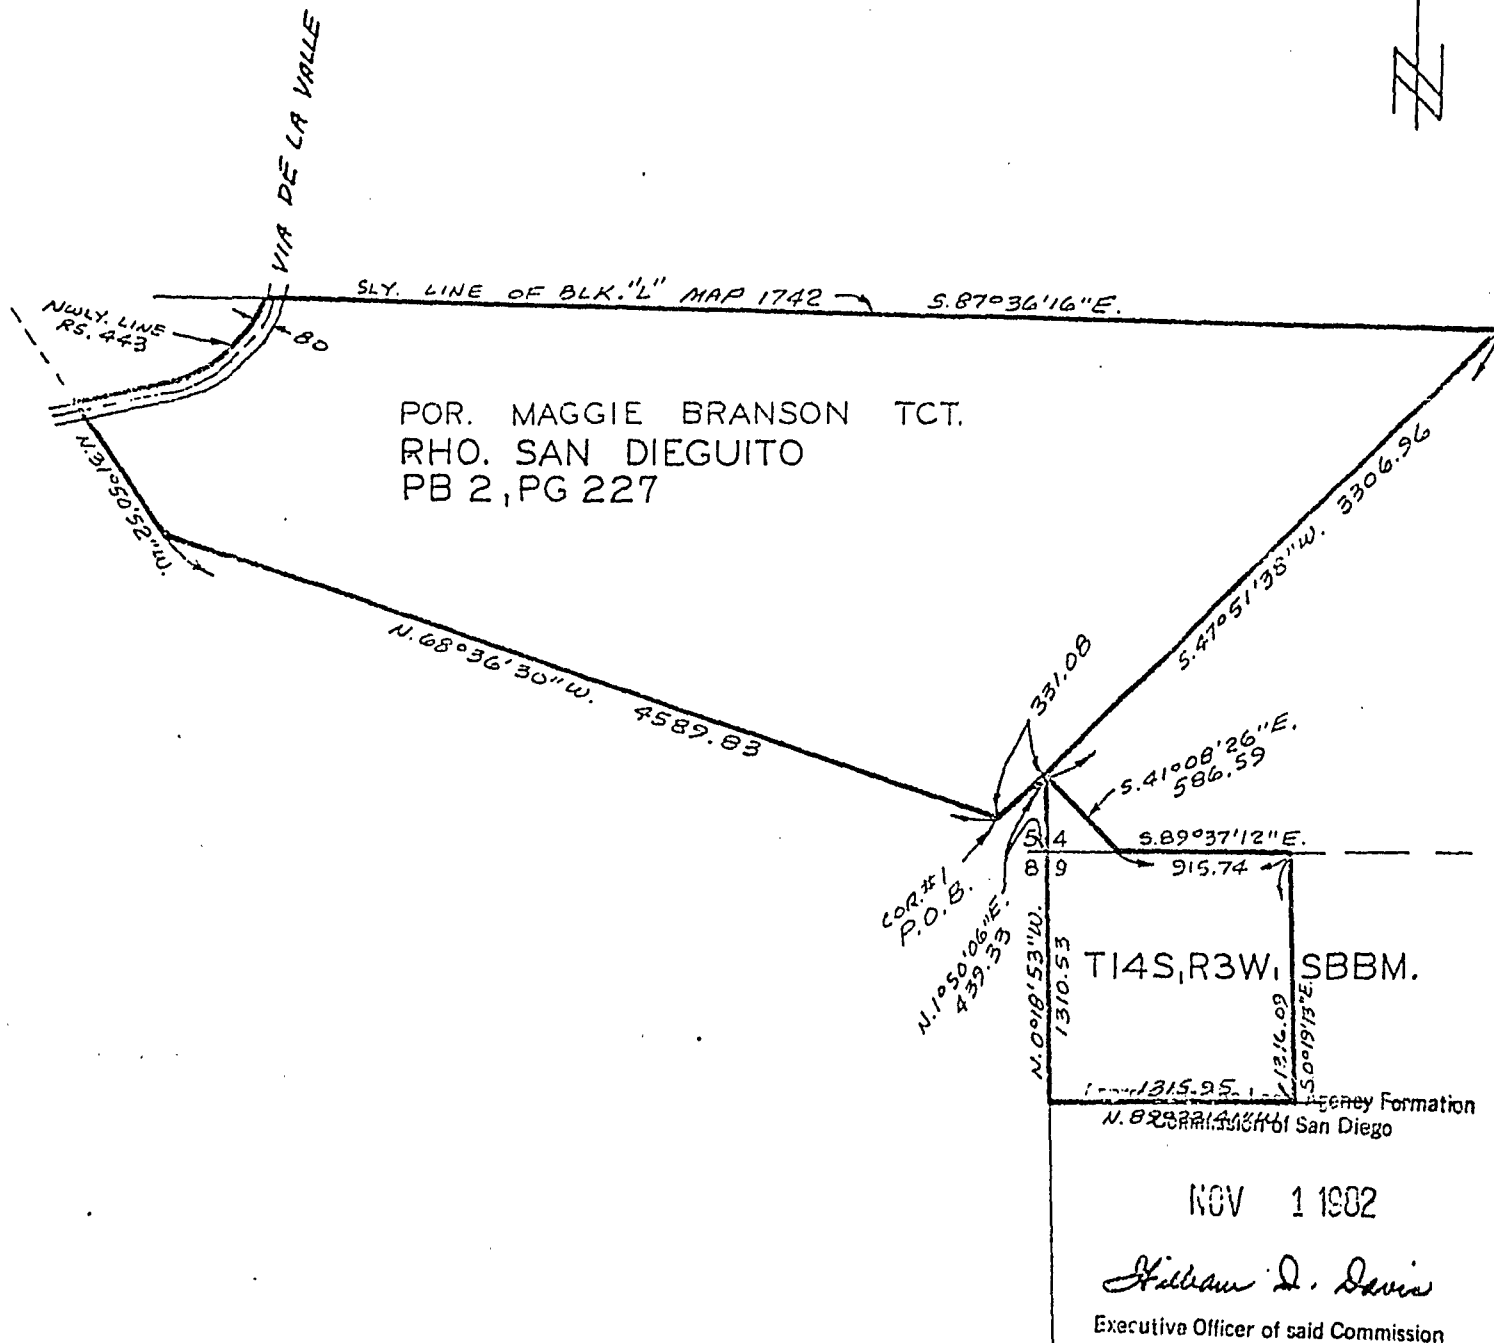 VIA DE LA VALLE
SLY. LINE OF BLK. "L" MAP 1742
S.87°36'16"E.
NWLY. LINE
RS. 443
80
POR. MAGGIE BRANSON TCT.
RHO. SAN DIEGUITO
PB 2, PG 227
N.31°50'52"W.
S.47°51'38"W. 3306.96
N.68°36'30"W. 4589.83
331.08
S.41°08'26"E.
586.59
5 4
8 9
S.89°37'12"E.
915.74
COR.#1
P.O.B.
N.1°50'06"E.
439.33
N.0°18'53"W.
1310.53
T14S, R3W, SBBM.
1316.09
S.0°19'13"E.
1315.95
Agency Formation
Commission of San Diego
NOV 1 1982
William D. Davis
Executive Officer of said Commission